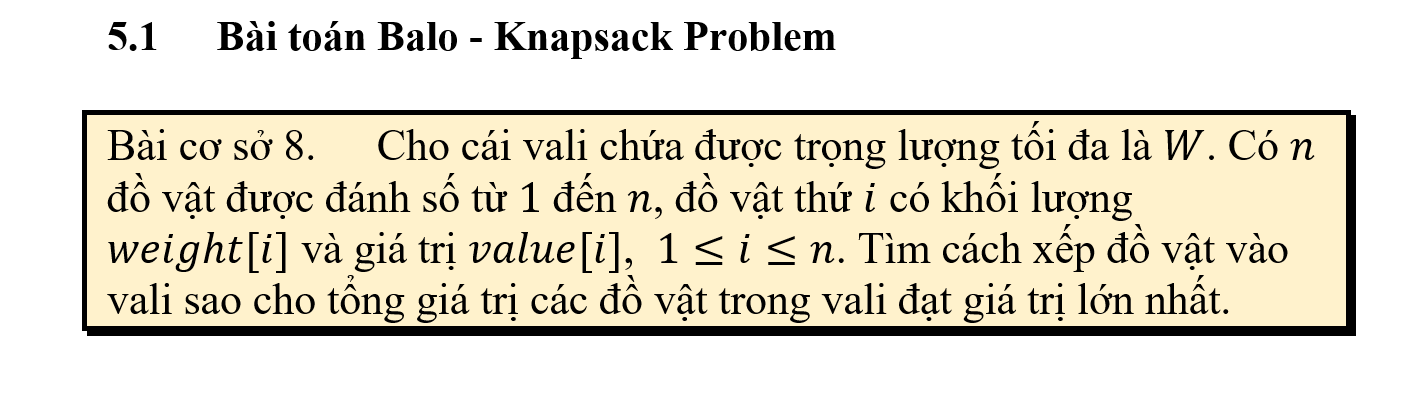 5.1 Bài toán Balo - Knapsack Problem
Bài cơ sở 8. Cho cái vali chứa được trọng lượng tối đa là W. Có n
đồ vật được đánh số từ 1 đến n, đồ vật thứ i có khối lượng
weight[i] và giá trị value[i], 1 ≤ i ≤ n. Tìm cách xếp đồ vật vào
vali sao cho tổng giá trị các đồ vật trong vali đạt giá trị lớn nhất.